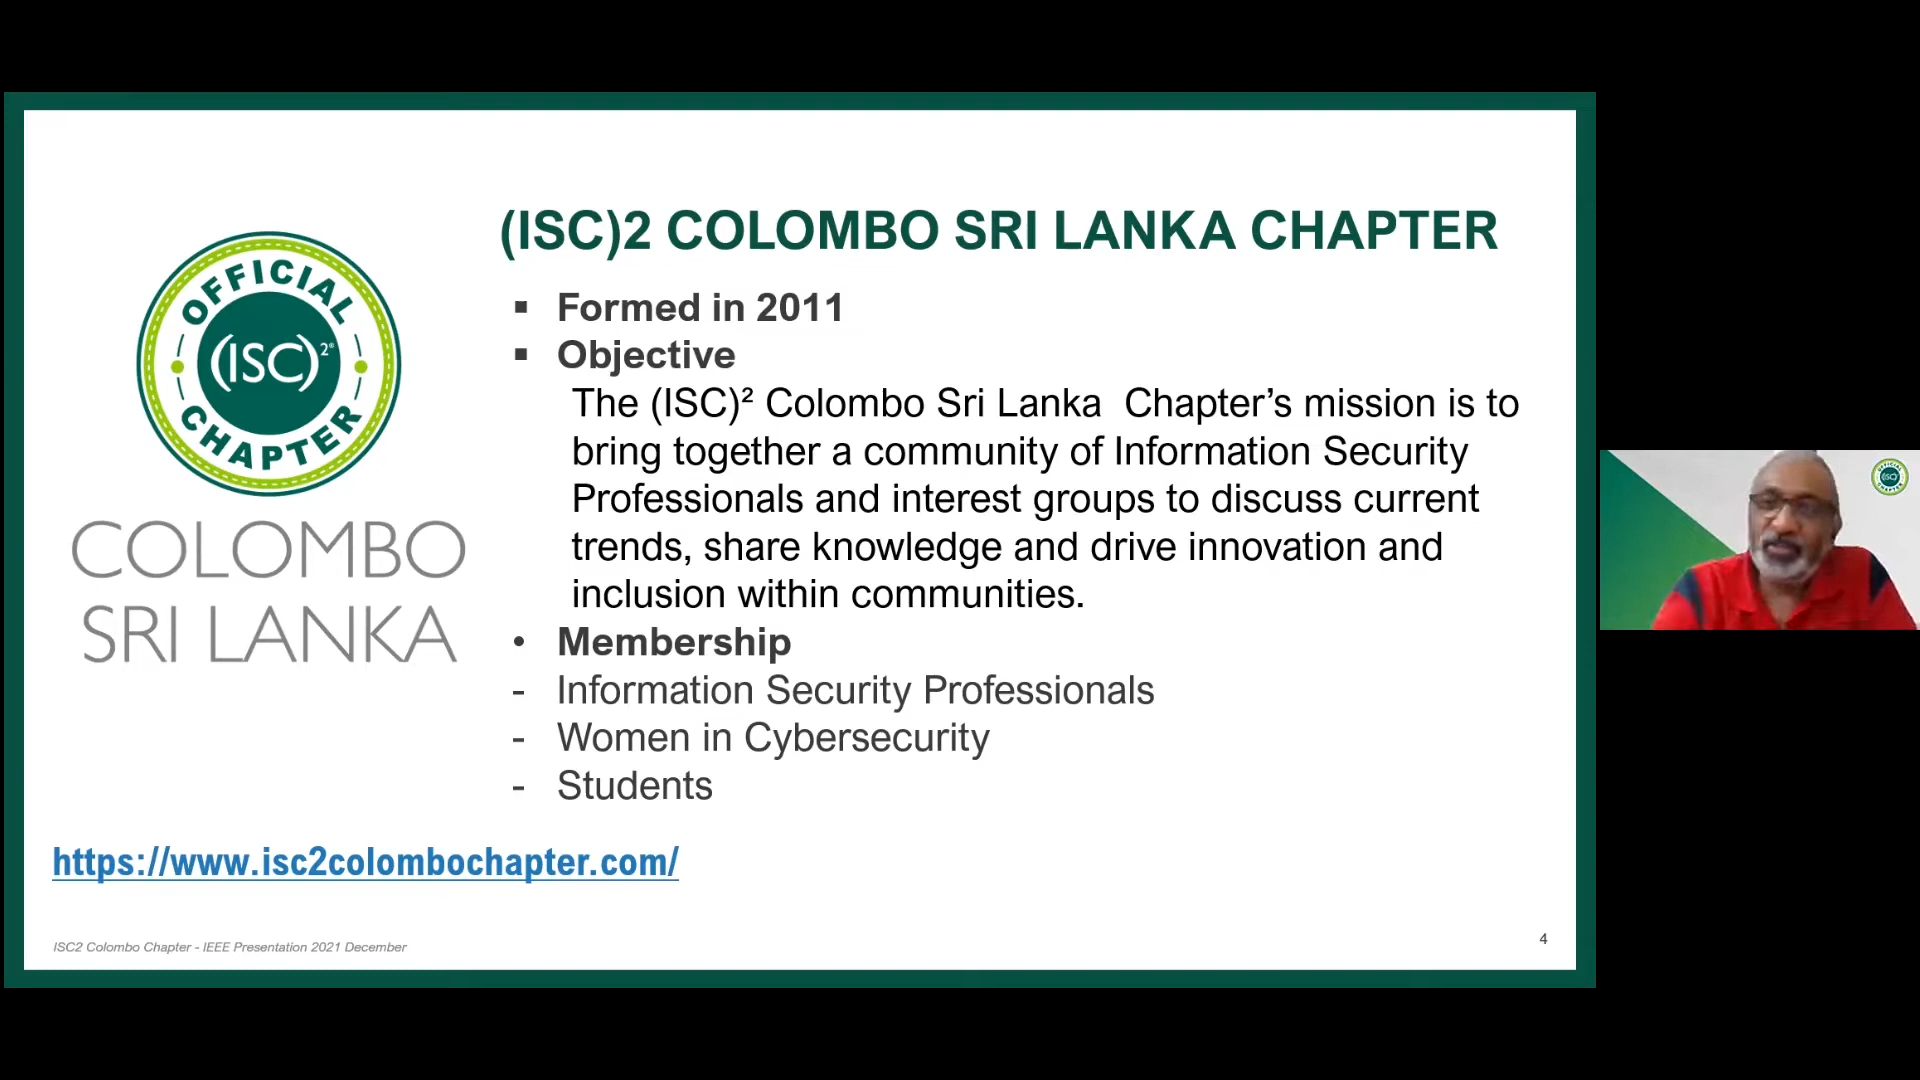 OFFICIAL
(ISC)²®
CHAPTER
COLOMBO
SRI LANKA
(ISC)2 COLOMBO SRI LANKA CHAPTER
▪ Formed in 2011
▪ Objective
The (ISC)² Colombo Sri Lanka Chapter’s mission is to
bring together a community of Information Security
Professionals and interest groups to discuss current
trends, share knowledge and drive innovation and
inclusion within communities.
• Membership
- Information Security Professionals
- Women in Cybersecurity
- Students
https://www.isc2colombochapter.com/
ISC2 Colombo Chapter - IEEE Presentation 2021 December
4
OFFICIAL
(ISC)
CHAPTER